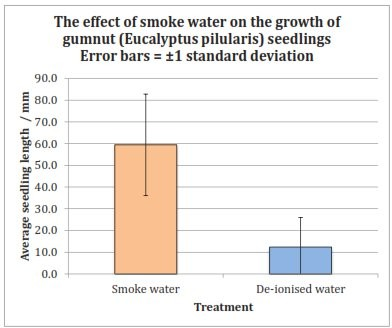 The effect of smoke water on the growth of
gumnut (Eucalyptus pilularis) seedlings
Error bars = ±1 standard deviation
Average seedling length / mm
90.0
80.0
70.0
60.0
50.0
40.0
30.0
20.0
10.0
0.0
Smoke water
De-ionised water
Treatment